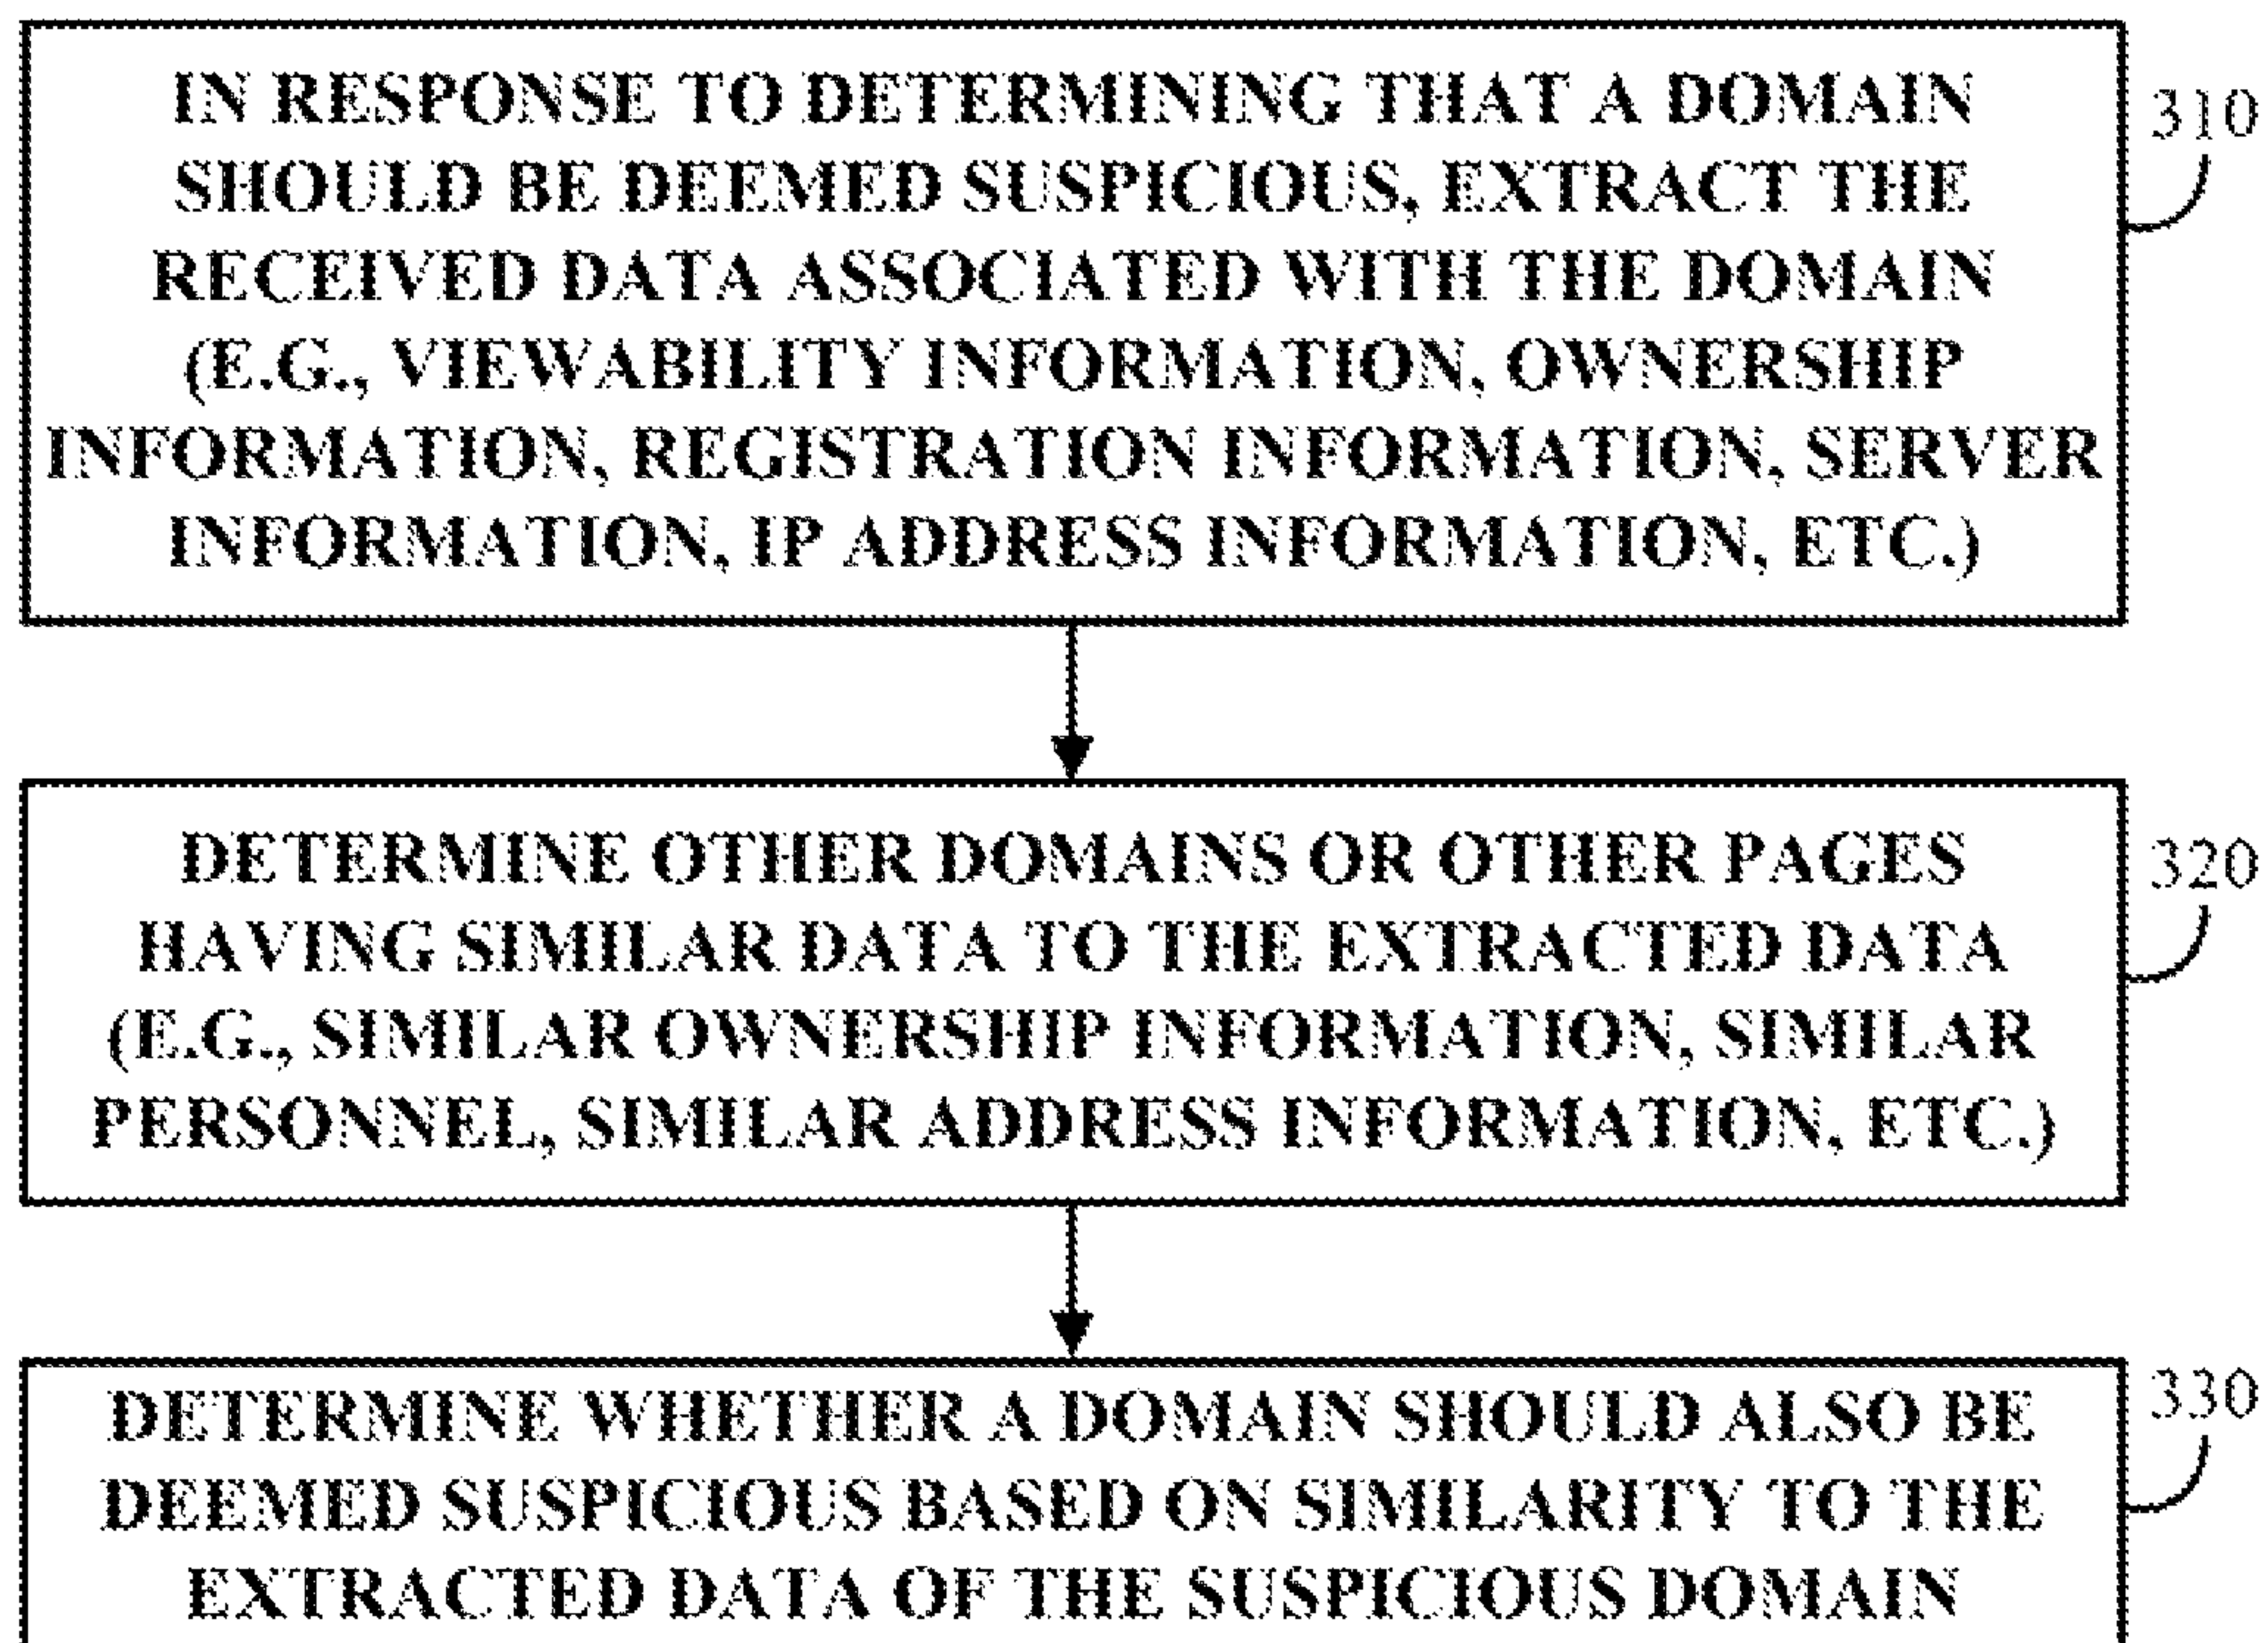 IN RESPONSE TO DETERMINING THAT A DOMAIN
SHOULD BE DEEMED SUSPICIOUS, EXTRACT THE
RECEIVED DATA ASSOCIATED WITH THE DOMAIN
(E.G., VIEWABILITY INFORMATION, OWNERSHIP
INFORMATION, REGISTRATION INFORMATION, SERVER
INFORMATION, IP ADDRESS INFORMATION, ETC.)
310
DETERMINE OTHER DOMAINS OR OTHER PAGES
HAVING SIMILAR DATA TO THE EXTRACTED DATA
(E.G., SIMILAR OWNERSHIP INFORMATION, SIMILAR
PERSONNEL, SIMILAR ADDRESS INFORMATION, ETC.)
320
DETERMINE WHETHER A DOMAIN SHOULD ALSO BE
DEEMED SUSPICIOUS BASED ON SIMILARITY TO THE
EXTRACTED DATA OF THE SUSPICIOUS DOMAIN
330